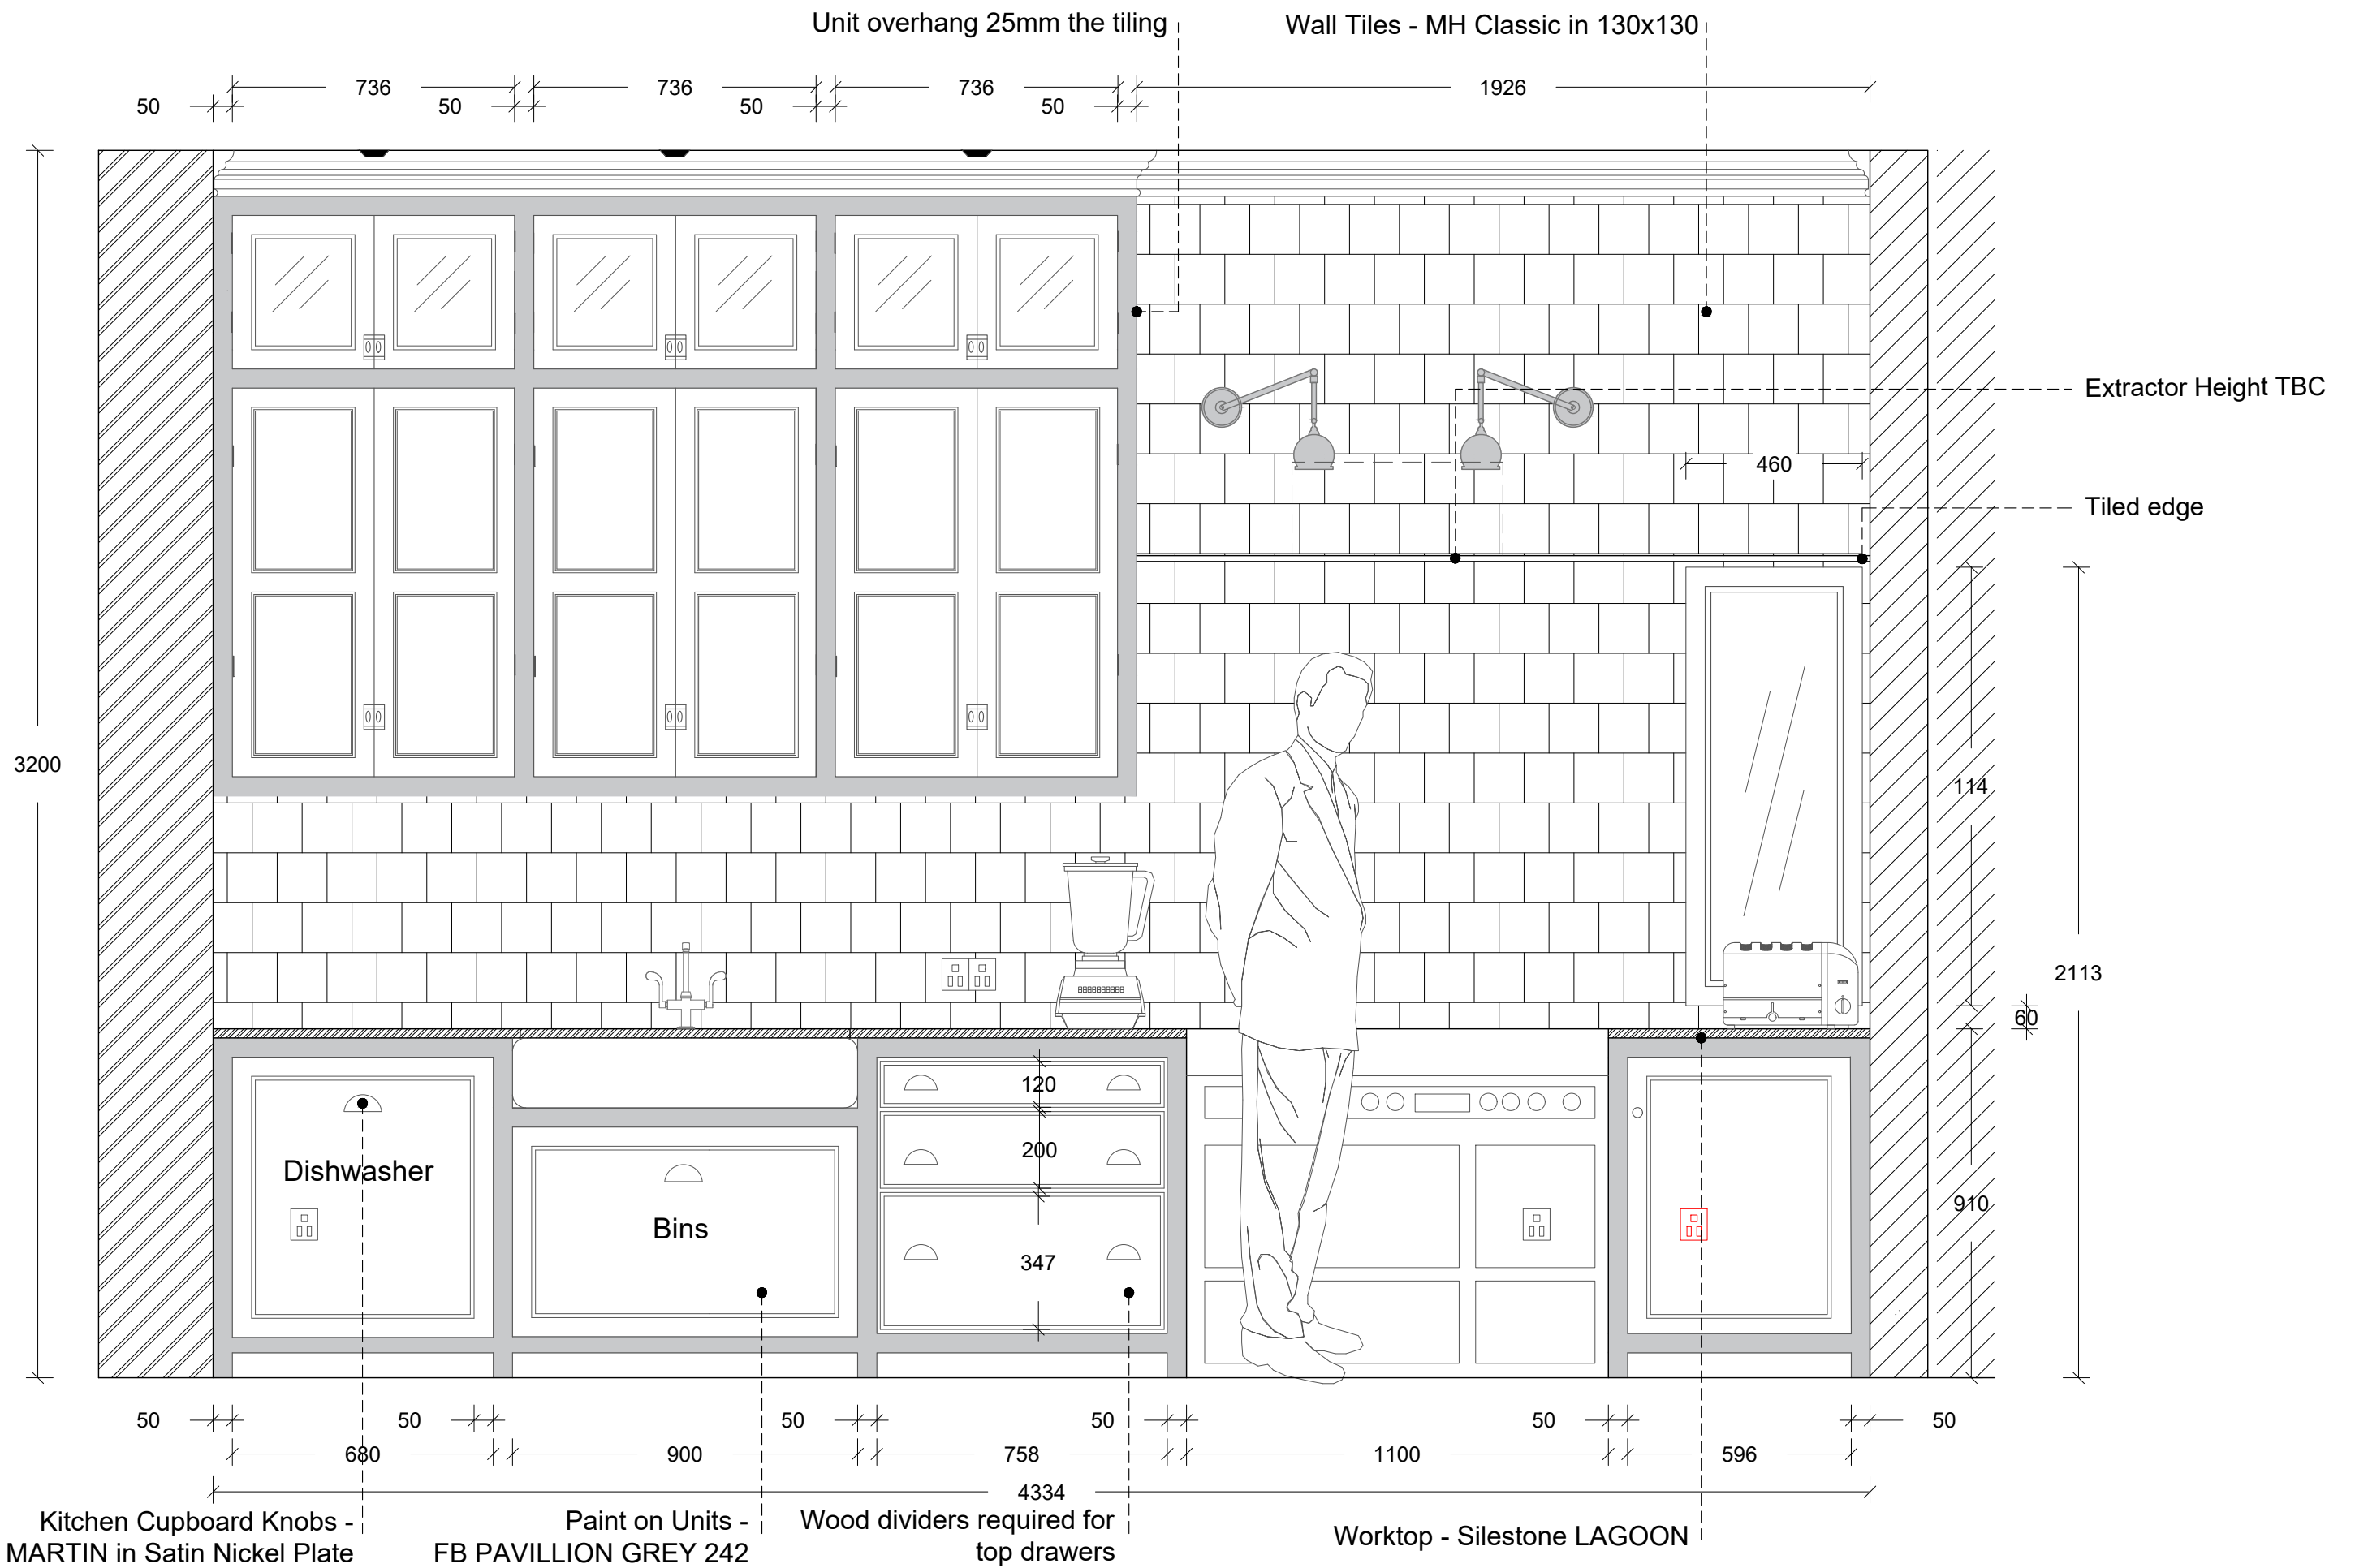 Unit overhang 25mm the tiling
Wall Tiles - MH Classic in 130x130
736
736
736
1926
50
50
50
50
Extractor Height TBC
460
Tiled edge
3200
114
2113
60
120
200
347
Dishwasher
Bins
910
50
50
50
50
50
50
680
900
758
1100
596
4334
Kitchen Cupboard Knobs -
MARTIN in Satin Nickel Plate
Paint on Units -
FB PAVILLION GREY 242
Wood dividers required for
top drawers
Worktop - Silestone LAGOON